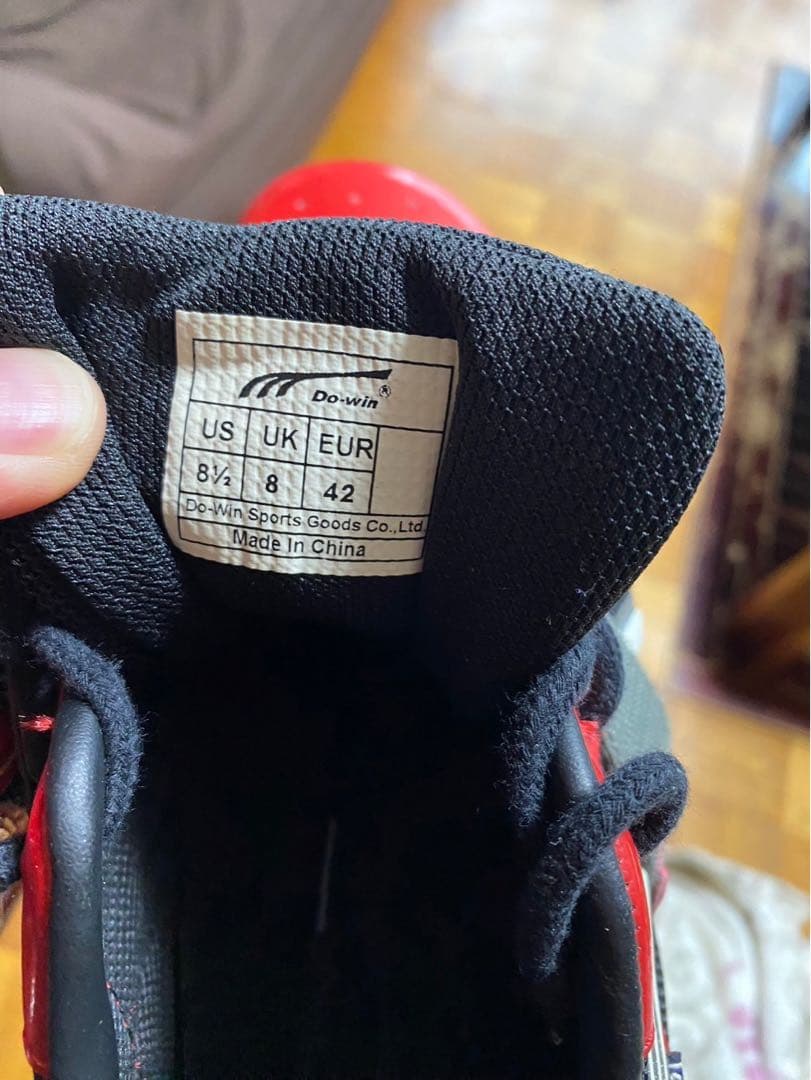 Do-win®
US UK EUR
8½ 8 42
Do-Win Sports Goods Co.,Ltd
Made In China